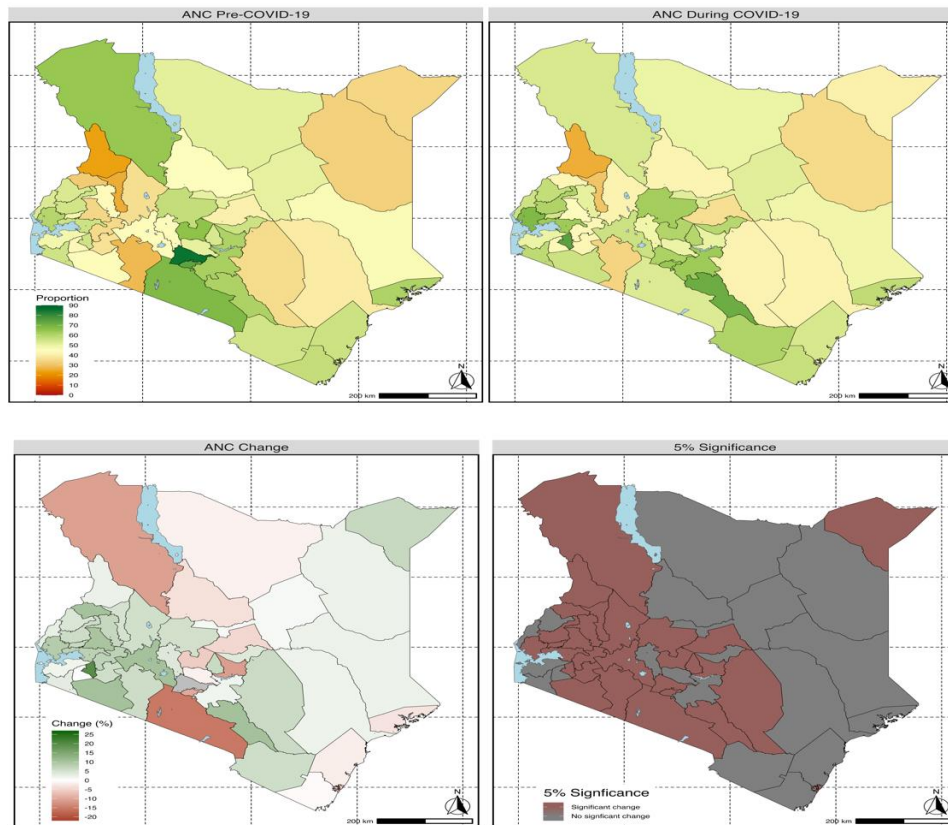 ANC Pre-COVID-19
ANC During COVID-19
Proportion
90
80
70
60
50
40
30
20
10
0
N
200 km
N
200 km
ANC Change
5% Significance
Change (%)
25
20
15
10
5
0
-5
-10
-15
-20
N
200 km
5% Significance
Significant change
No significant change
N
200 km